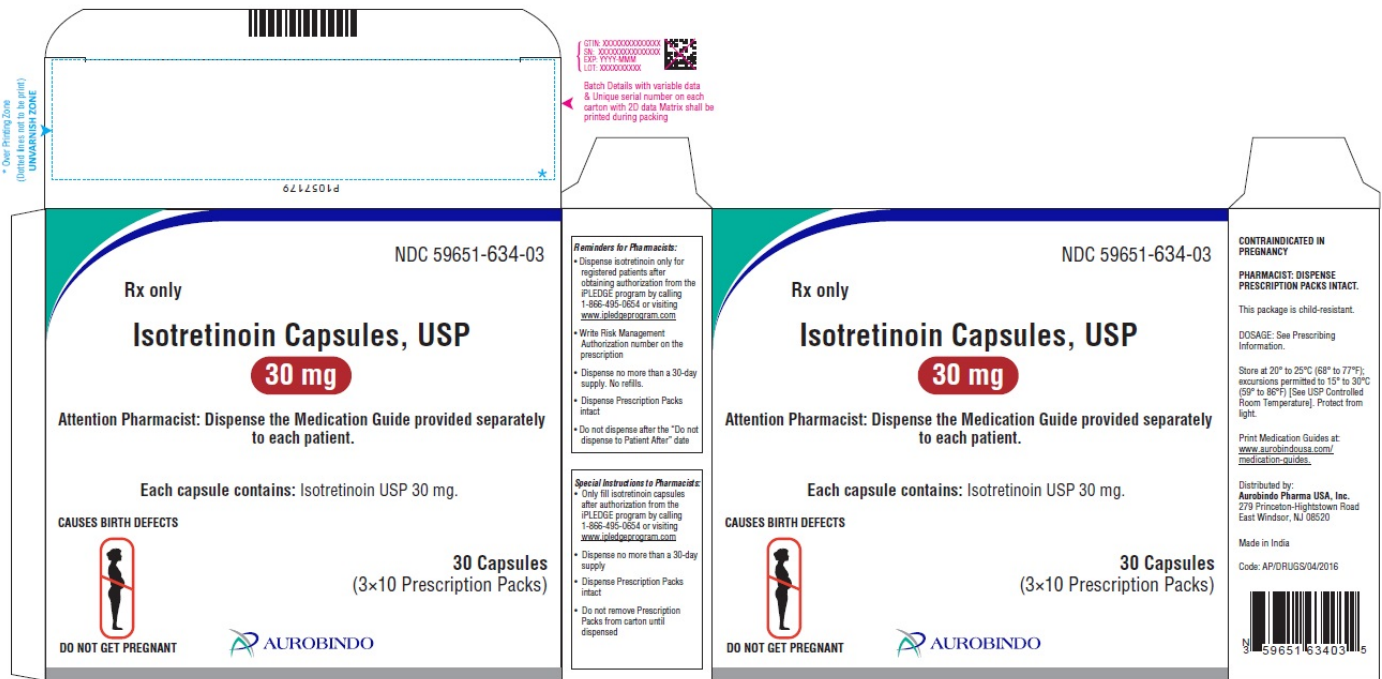 GTIN: XXXXXXXXXXXXXX
SN: XXXXXXXXXXXXXXX
EXP: YYYY-MMM
LOT: XXXXXXXXXX
Batch Details with variable data
& Unique serial number on each
carton with 2D data Matrix shall be
printed during packing
* Over Printing Zone
(Dotted lines not to be print)
UNVARNISH ZONE
*
P1057179
NDC 59651-634-03
Rx only
Isotretinoin Capsules, USP
30 mg
Attention Pharmacist: Dispense the Medication Guide provided separately
to each patient.
Each capsule contains: Isotretinoin USP 30 mg.
CAUSES BIRTH DEFECTS
30 Capsules
(3×10 Prescription Packs)
DO NOT GET PREGNANT
AUROBINDO
Reminders for Pharmacists:
• Dispense isotretinoin only for
registered patients after
obtaining authorization from the
iPLEDGE program by calling
1-866-495-0654 or visiting
www.ipledgeprogram.com
• Write Risk Management
Authorization number on the
prescription
• Dispense no more than a 30-day
supply. No refills.
• Dispense Prescription Packs
intact
• Do not dispense after the "Do not
dispense to Patient After" date
Special Instructions to Pharmacists:
• Only fill isotretinoin capsules
after authorization from the
iPLEDGE program by calling
1-866-495-0654 or visiting
www.ipledgeprogram.com
• Dispense no more than a 30-day
supply
• Dispense Prescription Packs
intact
• Do not remove Prescription
Packs from carton until
dispensed
NDC 59651-634-03
Rx only
Isotretinoin Capsules, USP
30 mg
Attention Pharmacist: Dispense the Medication Guide provided separately
to each patient.
Each capsule contains: Isotretinoin USP 30 mg.
CAUSES BIRTH DEFECTS
30 Capsules
(3×10 Prescription Packs)
DO NOT GET PREGNANT
AUROBINDO
CONTRAINDICATED IN
PREGNANCY
PHARMACIST: DISPENSE
PRESCRIPTION PACKS INTACT.
This package is child-resistant.
DOSAGE: See Prescribing
Information.
Store at 20° to 25°C (68° to 77°F);
excursions permitted to 15° to 30°C
(59° to 86°F) [See USP Controlled
Room Temperature]. Protect from
light.
Print Medication Guides at:
www.aurobindousa.com/
medication-guides.
Distributed by:
Aurobindo Pharma USA, Inc.
279 Princeton-Hightstown Road
East Windsor, NJ 08520
Made in India
Code: AP/DRUGS/04/2016
N
3 59651 63403 5